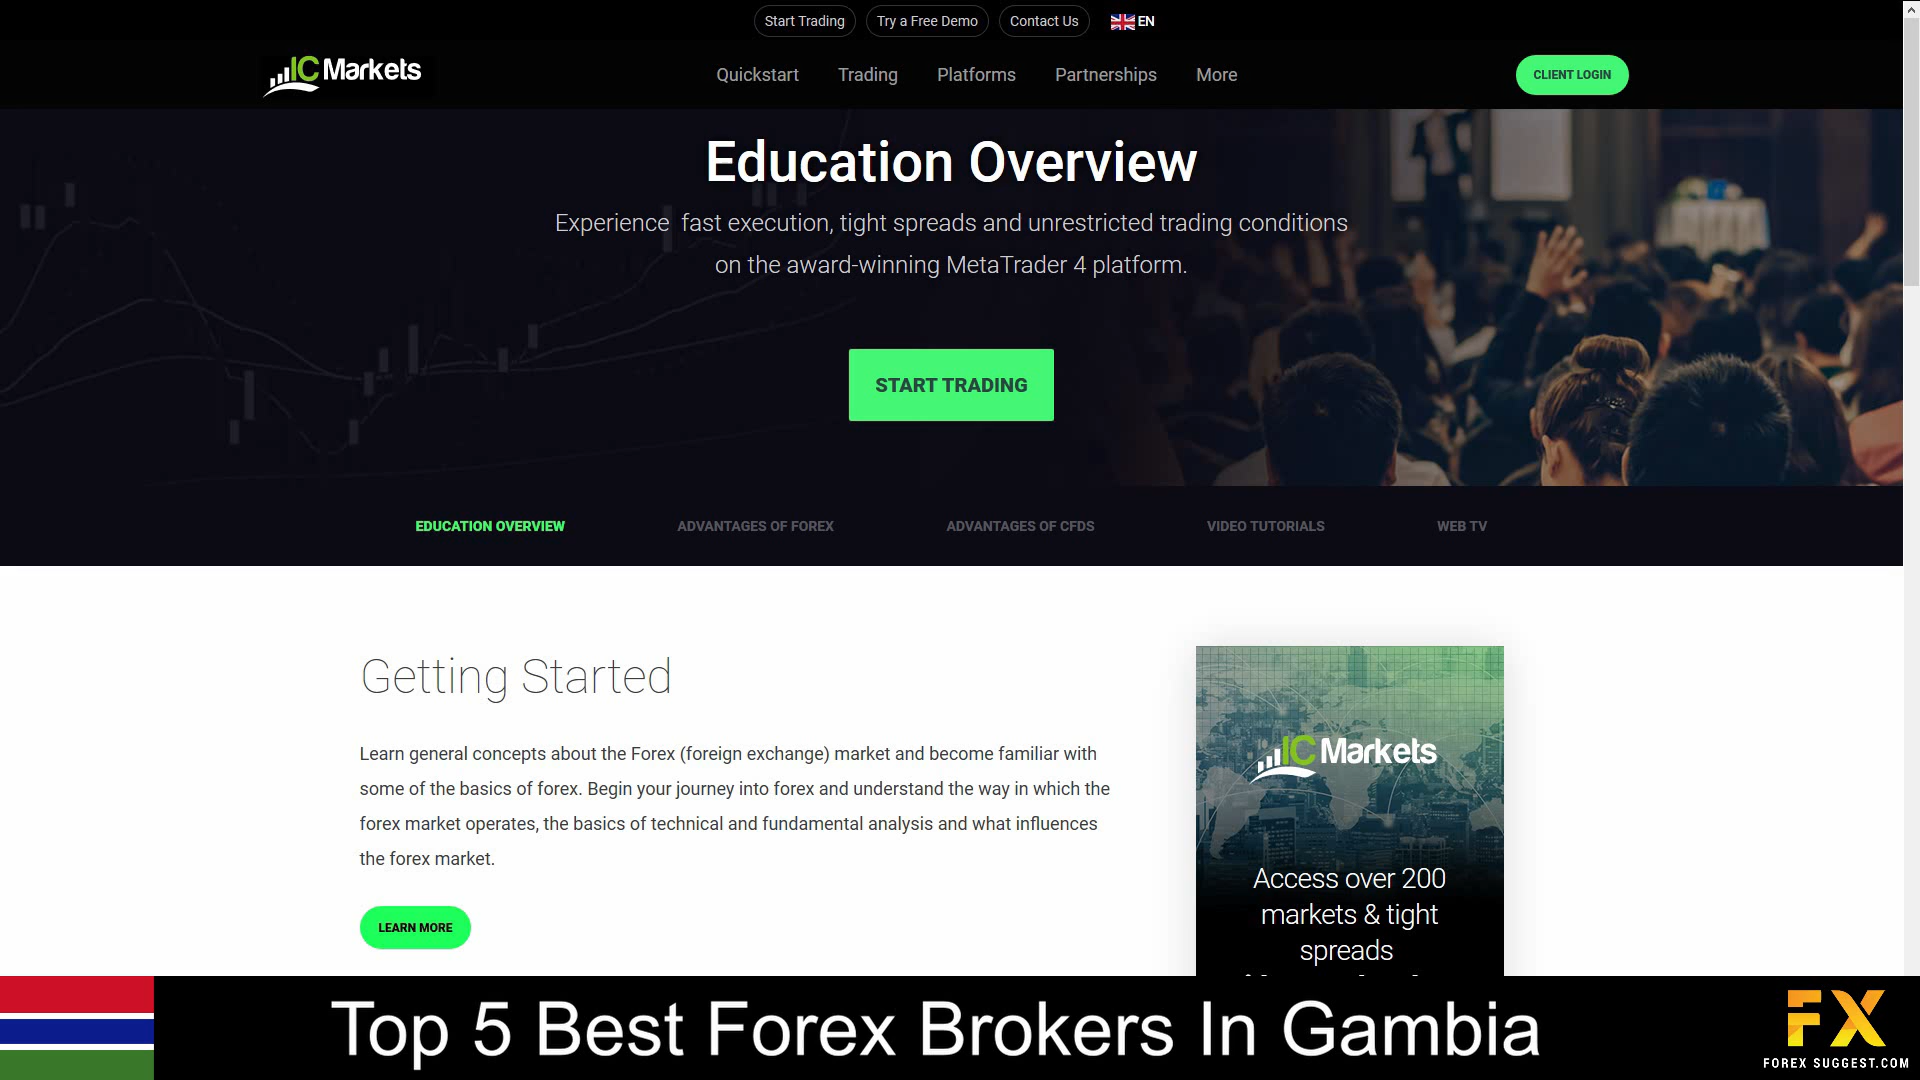 Start Trading
Try a Free Demo
Contact Us
EN
IC Markets
Quickstart
Trading
Platforms
Partnerships
More
CLIENT LOGIN
Education Overview
Experience fast execution, tight spreads and unrestricted trading conditions
on the award-winning MetaTrader 4 platform.
START TRADING
EDUCATION OVERVIEW
ADVANTAGES OF FOREX
ADVANTAGES OF CFDS
VIDEO TUTORIALS
WEB TV
Getting Started
Learn general concepts about the Forex (foreign exchange) market and become familiar with
some of the basics of forex. Begin your journey into forex and understand the way in which the
forex market operates, the basics of technical and fundamental analysis and what influences
the forex market.
LEARN MORE
IC Markets
Access over 200
markets & tight
spreads
Top 5 Best Forex Brokers In Gambia
FX
FOREX SUGGEST.COM